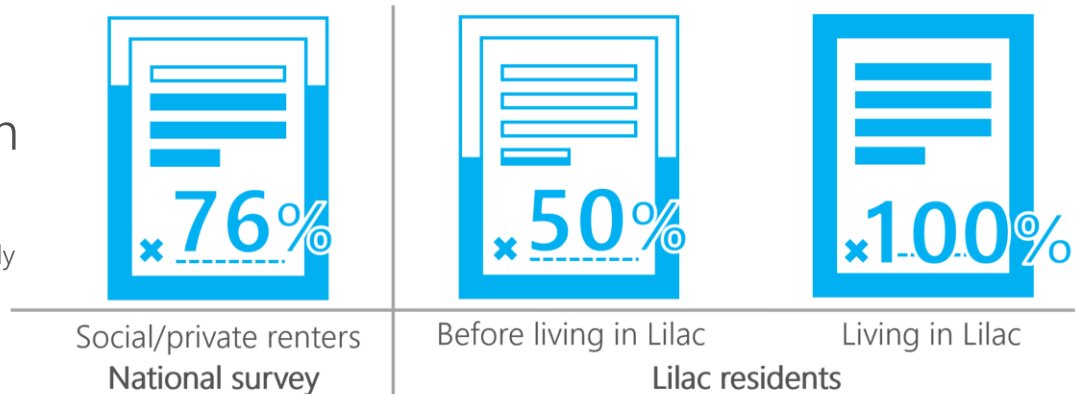 76%
50%
100%
Social/private renters
Before living in Lilac
Living in Lilac
National survey
Lilac residents